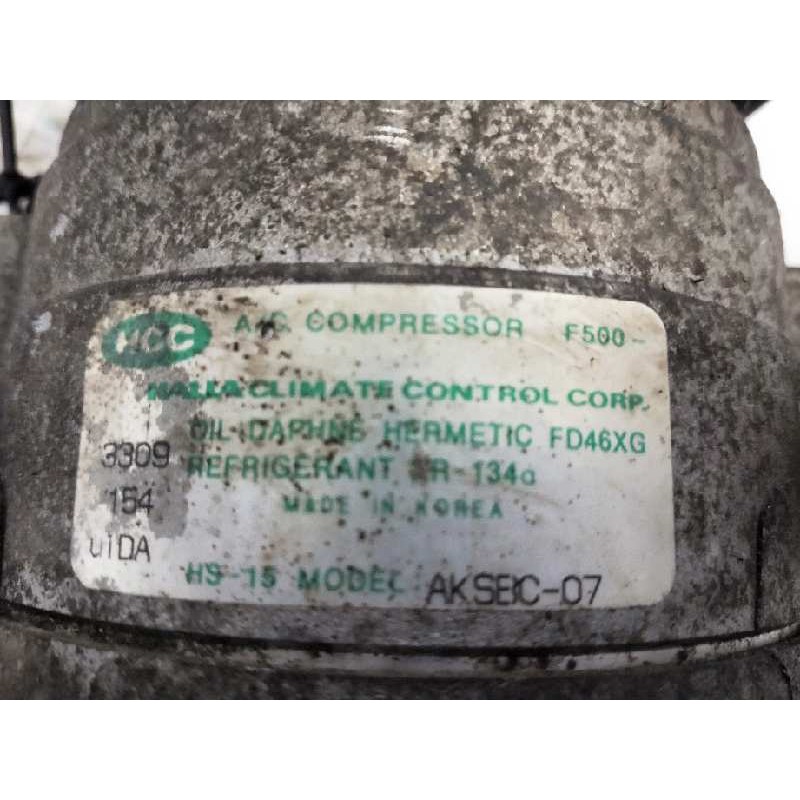 HCC A/C COMPRESSOR F500-
HALLA CLIMATE CONTROL CORP.
OIL:DAPHNE HERMETIC FD46XG
REFRIGERANT :R-134a
MADE IN KOREA
3309
154
u1DA
HS-15 MODEL: AKSBC-07